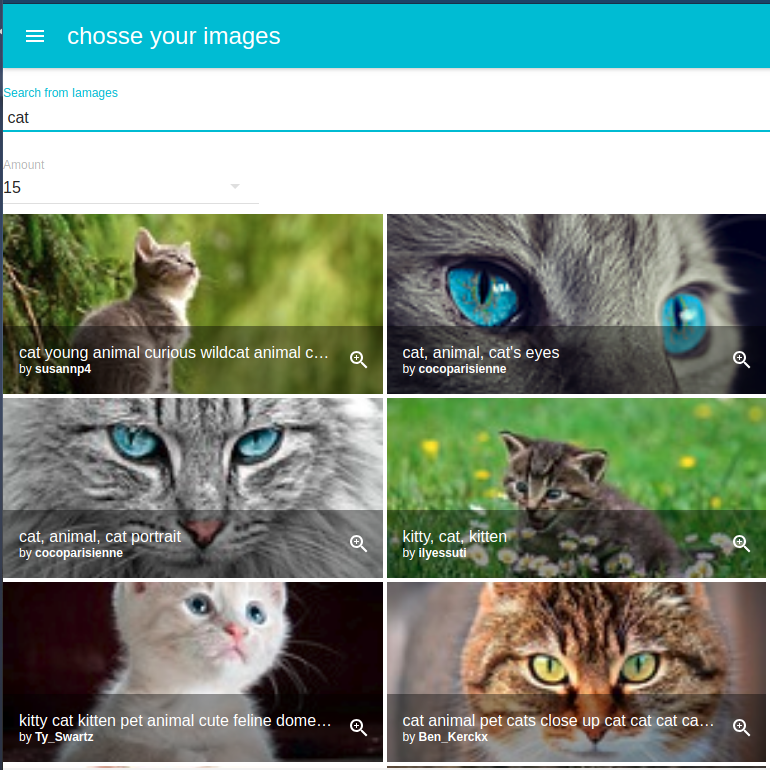 chosse your images
Search from Iamages
cat
Amount
15
cat young animal curious wildcat animal c...
by susannp4
cat, animal, cat's eyes
by cocoparisienne
cat, animal, cat portrait
by cocoparisienne
kitty, cat, kitten
by ilyessuti
kitty cat kitten pet animal cute feline dome...
by Ty_Swartz
cat animal pet cats close up cat cat cat ca...
by Ben_Kerckx